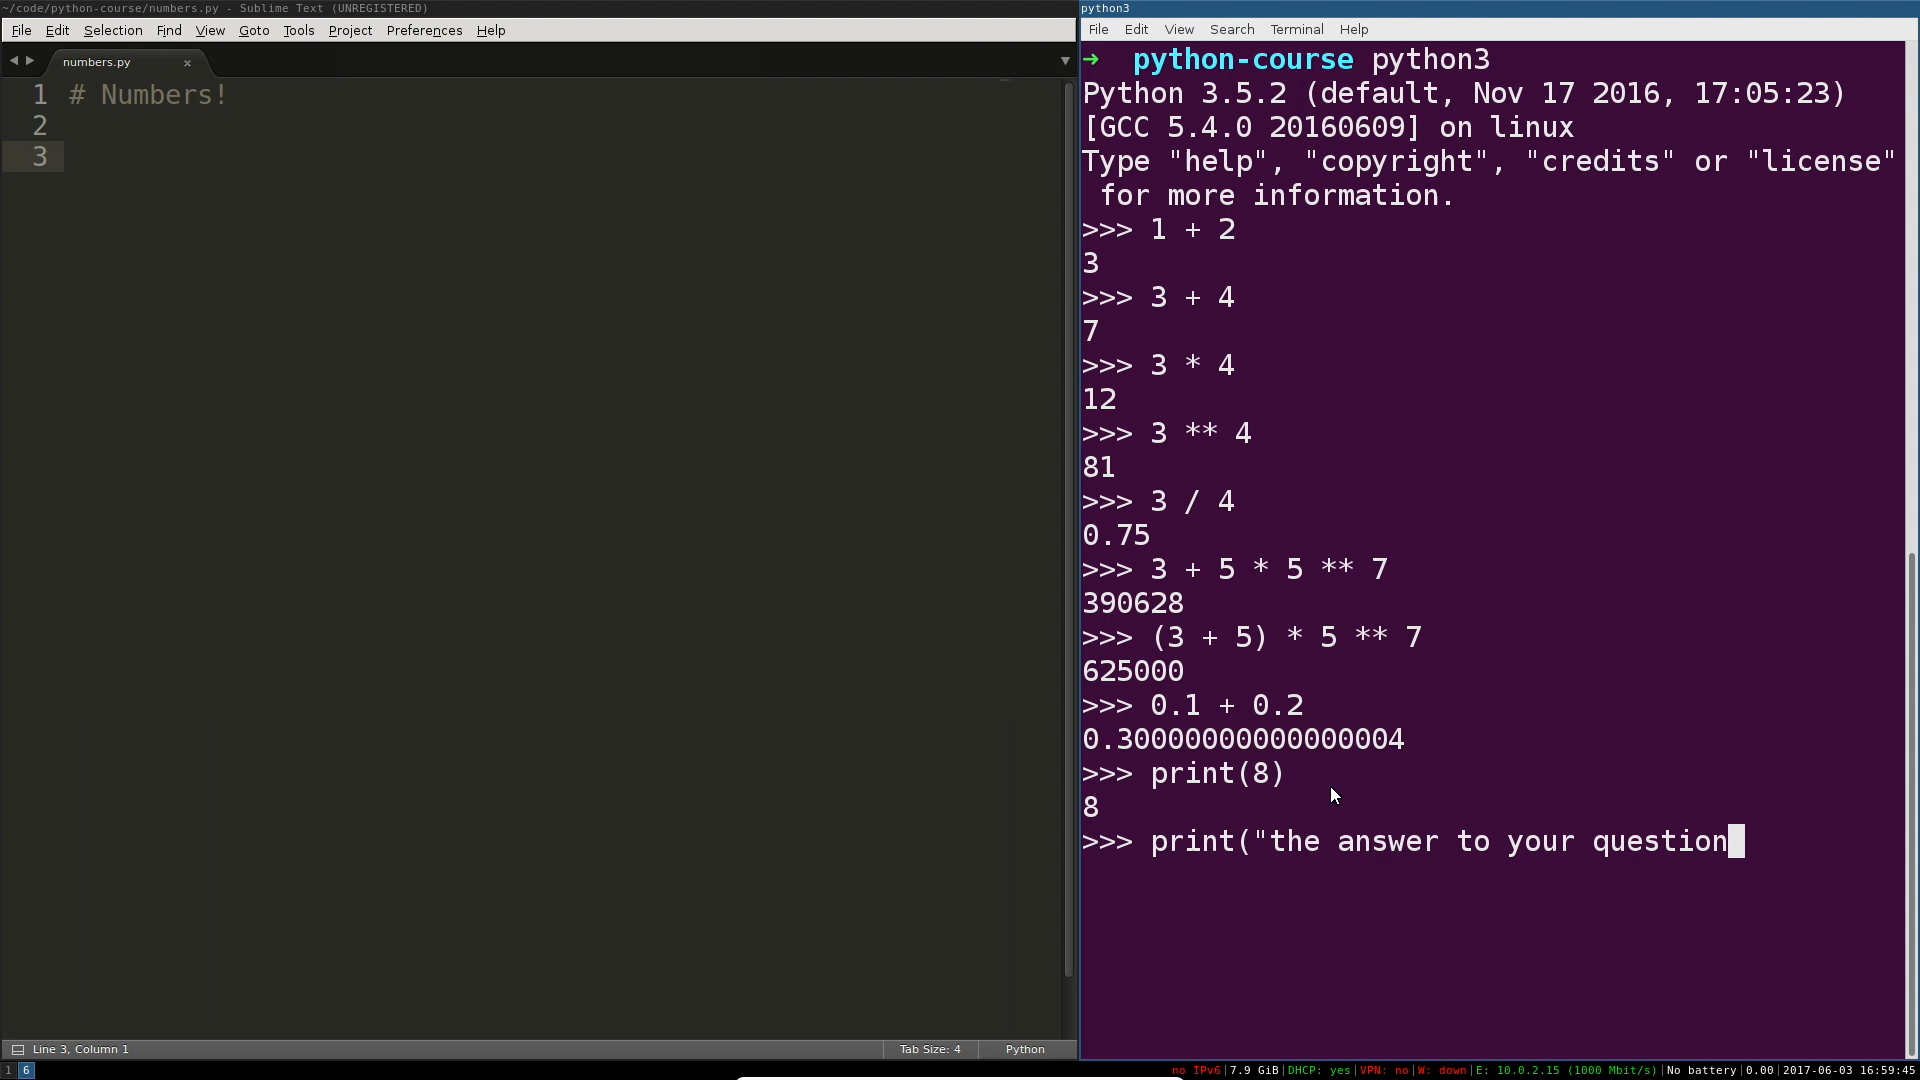 ~/code/python-course/numbers.py - Sublime Text (UNREGISTERED)
File Edit Selection Find View Goto Tools Project Preferences Help
numbers.py ×
1 # Numbers!
2
3
Line 3, Column 1
Tab Size: 4
Python
python3
File Edit View Search Terminal Help
➜ python-course python3
Python 3.5.2 (default, Nov 17 2016, 17:05:23)
[GCC 5.4.0 20160609] on linux
Type "help", "copyright", "credits" or "license"
for more information.
>>> 1 + 2
3
>>> 3 + 4
7
>>> 3 * 4
12
>>> 3 ** 4
81
>>> 3 / 4
0.75
>>> 3 + 5 * 5 ** 7
390628
>>> (3 + 5) * 5 ** 7
625000
>>> 0.1 + 0.2
0.30000000000000004
>>> print(8)
8
>>> print("the answer to your question
1 6
no IPv6|7.9 GiB|DHCP: yes|VPN: no|W: down|E: 10.0.2.15 (1000 Mbit/s)|No battery|0.00|2017-06-03 16:59:45